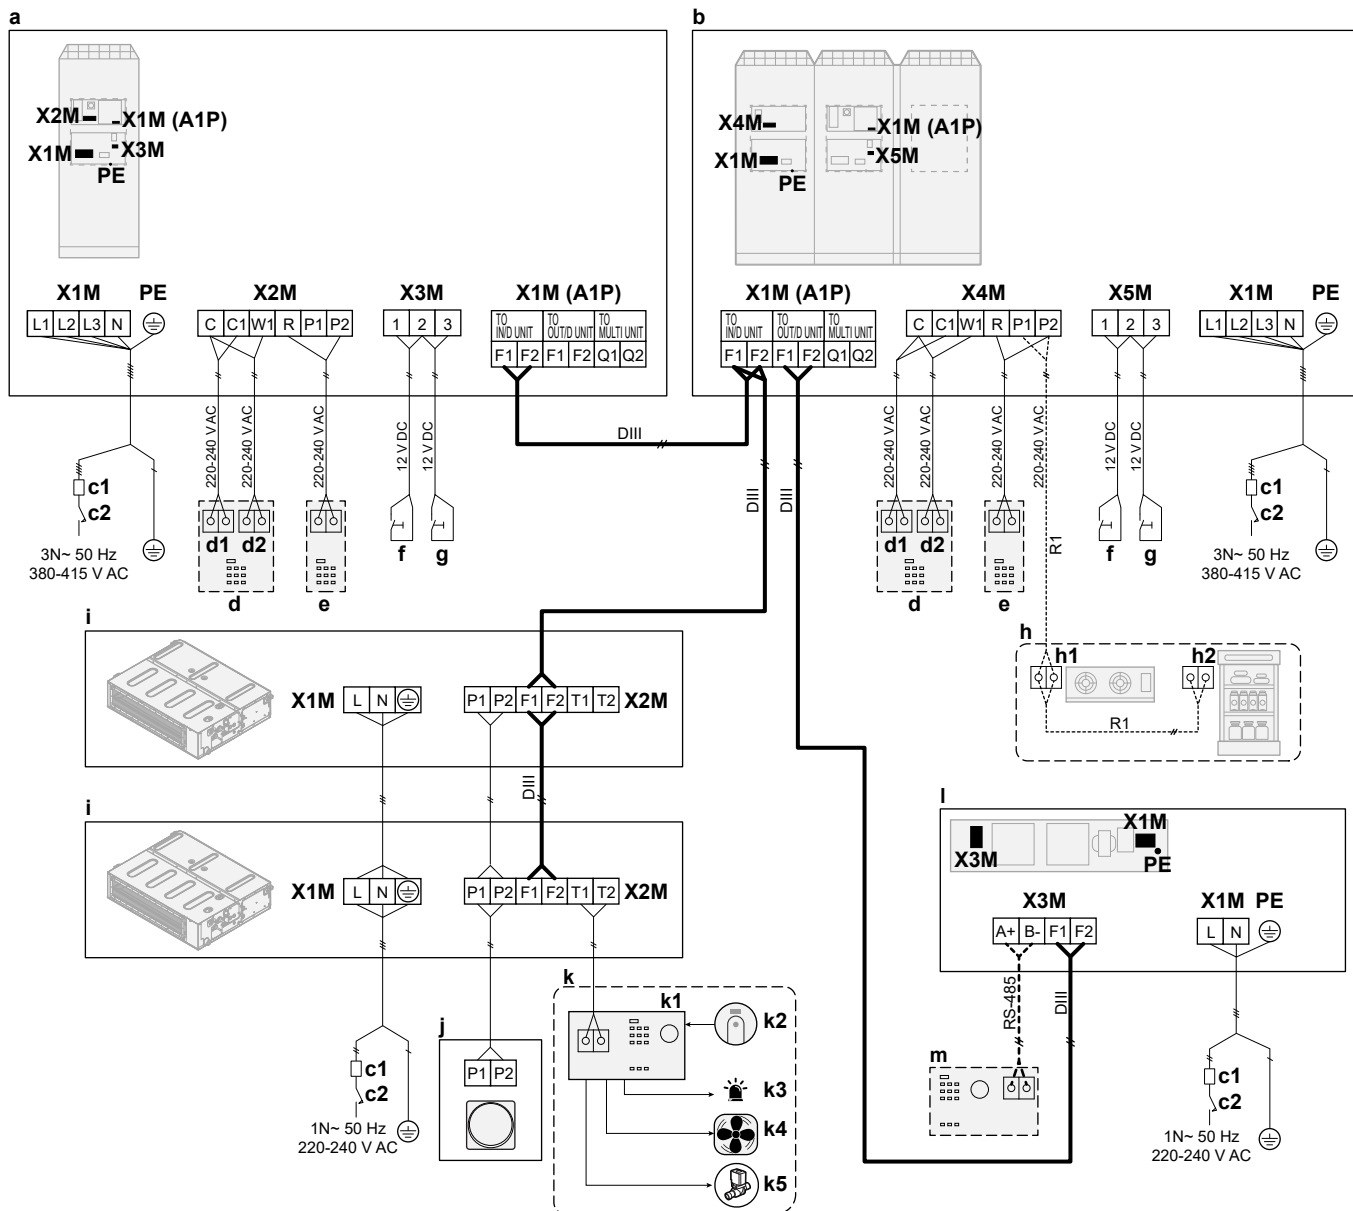 a
X2M
X1M (A1P)
X1M
X3M
PE
X1M
PE
X2M
X3M
X1M (A1P)
L1 L2 L3 N
C C1 W1 R P1 P2
1 2 3
TO IN/D UNIT
TO OUT/D UNIT
TO MULTI UNIT
F1 F2 F1 F2 Q1 Q2
220-240 V AC
220-240 V AC
220-240 V AC
12 V DC
12 V DC
DIII
c1
c2
3N~ 50 Hz
380-415 V AC
d1
d2
d
e
f
g
b
X4M
X1M (A1P)
X1M
X5M
PE
X1M (A1P)
X4M
X5M
X1M
PE
TO IN/D UNIT
TO OUT/D UNIT
TO MULTI UNIT
F1 F2 F1 F2 Q1 Q2
C C1 W1 R P1 P2
1 2 3
L1 L2 L3 N
DIII
DIII
220-240 V AC
220-240 V AC
220-240 V AC
R1
12 V DC
12 V DC
d1
d2
d
e
f
g
c1
c2
3N~ 50 Hz
380-415 V AC
h
h1
h2
R1
i
X1M
L N
P1 P2 F1 F2 T1 T2
X2M
DIII
i
X1M
L N
P1 P2 F1 F2 T1 T2
X2M
c1
c2
1N~ 50 Hz
220-240 V AC
j
P1 P2
k
k1
k2
k3
k4
k5
l
X3M
X1M
PE
X3M
X1M
PE
A+ B- F1 F2
L N
RS-485
DIII
m
c1
c2
1N~ 50 Hz
220-240 V AC